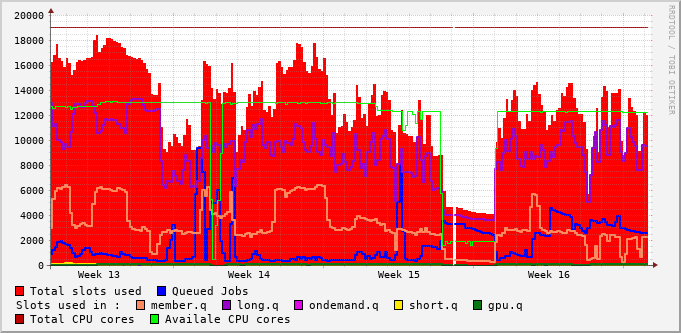 20000
18000
16000
14000
12000
10000
8000
6000
4000
2000
0
Week 13 Week 14 Week 15 Week 16
RRDTOOL / TOBI OETIKER
Total slots used Queued Jobs
Slots used in : member.q long.q ondemand.q short.q gpu.q
Total CPU cores Availale CPU cores